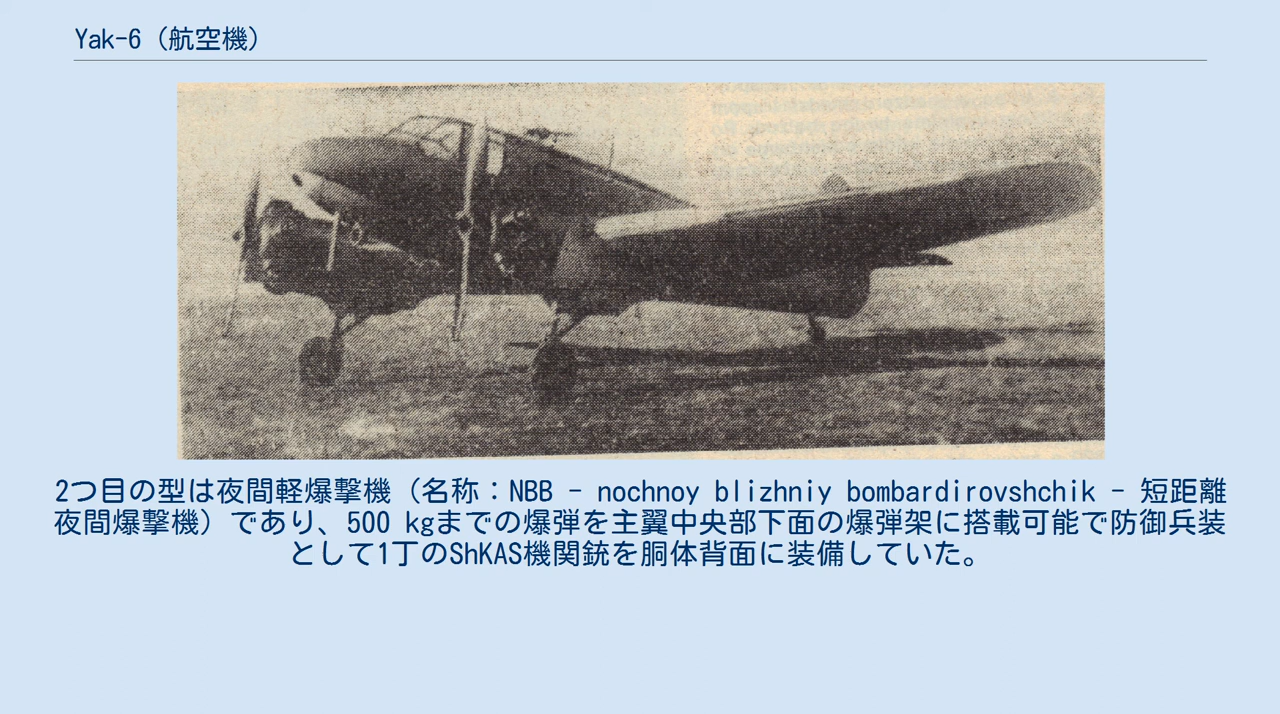 Yak-6（航空機）
2つ目の型は夜間軽爆撃機（名称：NBB - nochnoy blizhniy bombardirovshchik - 短距離
夜間爆撃機）であり、500 kgまでの爆弾を主翼中央部下面の爆弾架に搭載可能で防御兵装
として1丁のShKAS機関銃を胴体背面に装備していた。